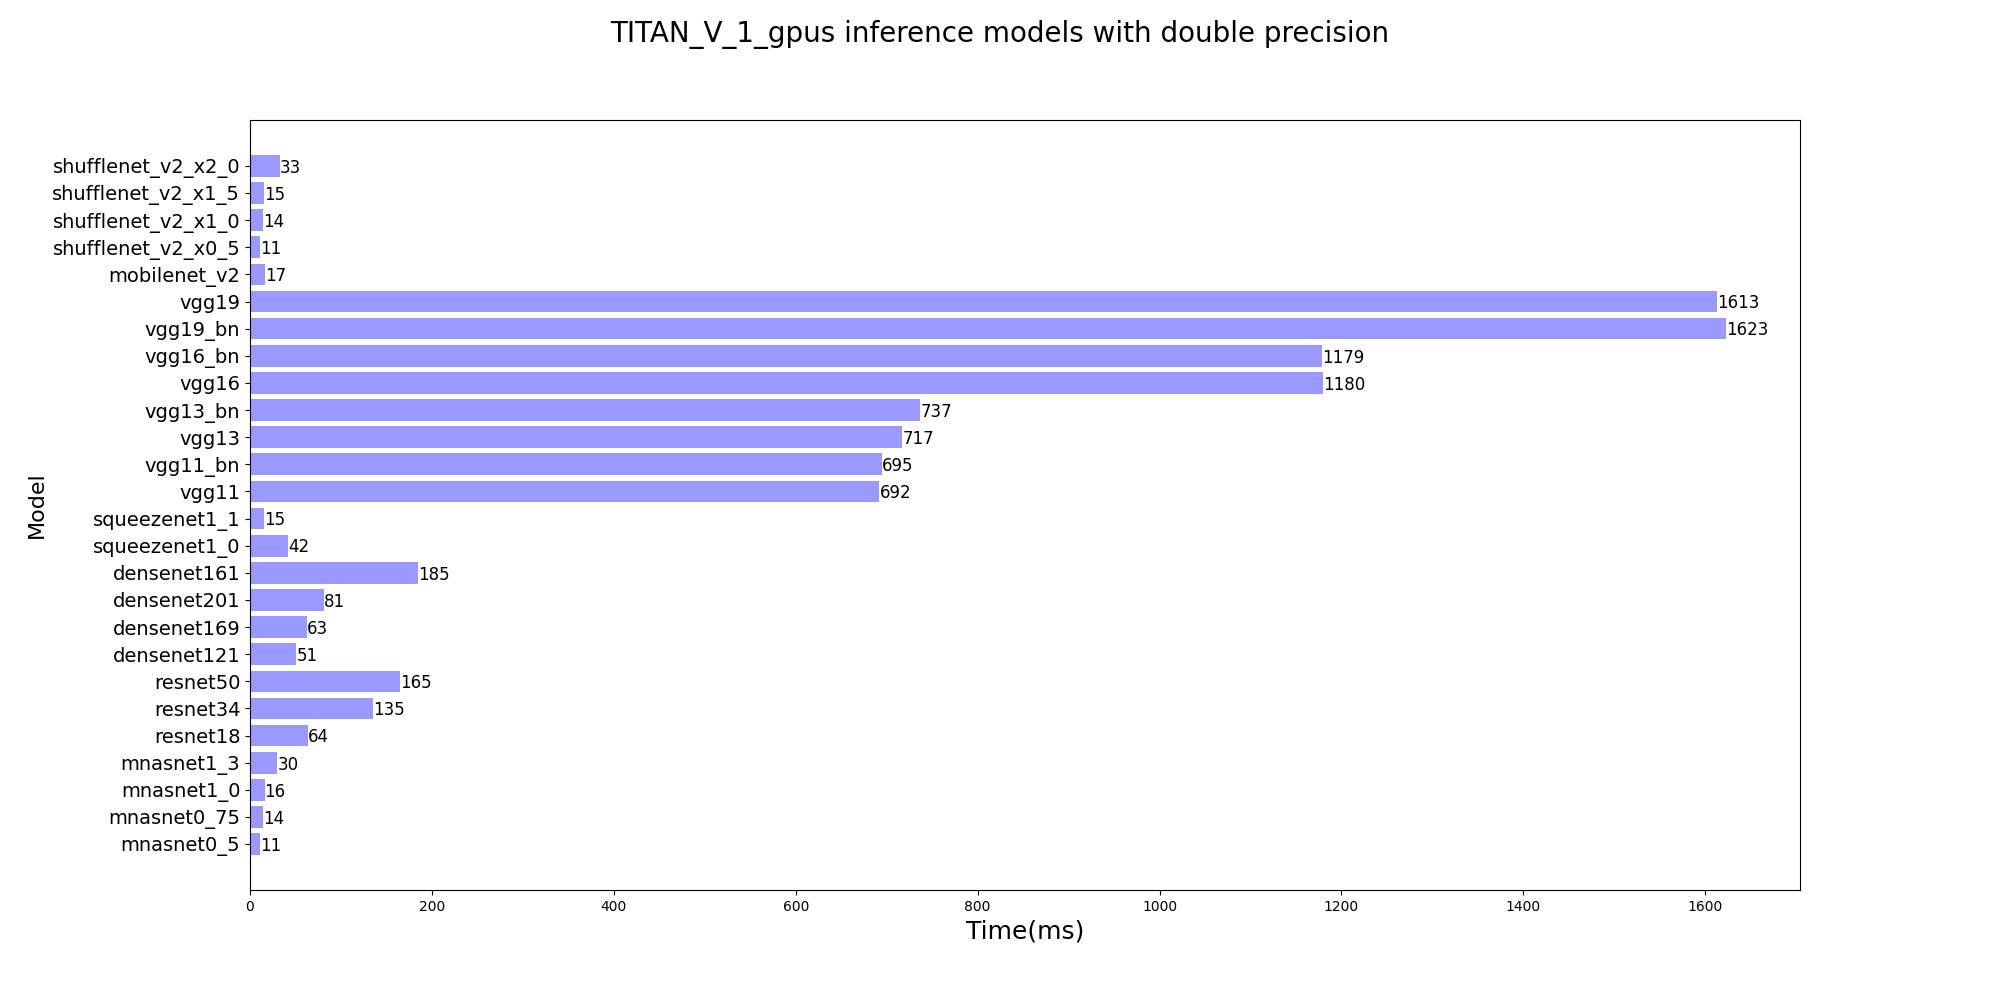 TITAN_V_1_gpus inference models with double precision
shufflenet_v2_x2_0 33
shufflenet_v2_x1_5 15
shufflenet_v2_x1_0 14
shufflenet_v2_x0_5 11
mobilenet_v2 17
vgg19 1613
vgg19_bn 1623
vgg16_bn 1179
vgg16 1180
vgg13_bn 737
vgg13 717
vgg11_bn 695
vgg11 692
squeezenet1_1 15
squeezenet1_0 42
densenet161 185
densenet201 81
densenet169 63
densenet121 51
resnet50 165
resnet34 135
resnet18 64
mnasnet1_3 30
mnasnet1_0 16
mnasnet0_75 14
mnasnet0_5 11
Model
0 200 400 600 800 1000 1200 1400 1600
Time(ms)